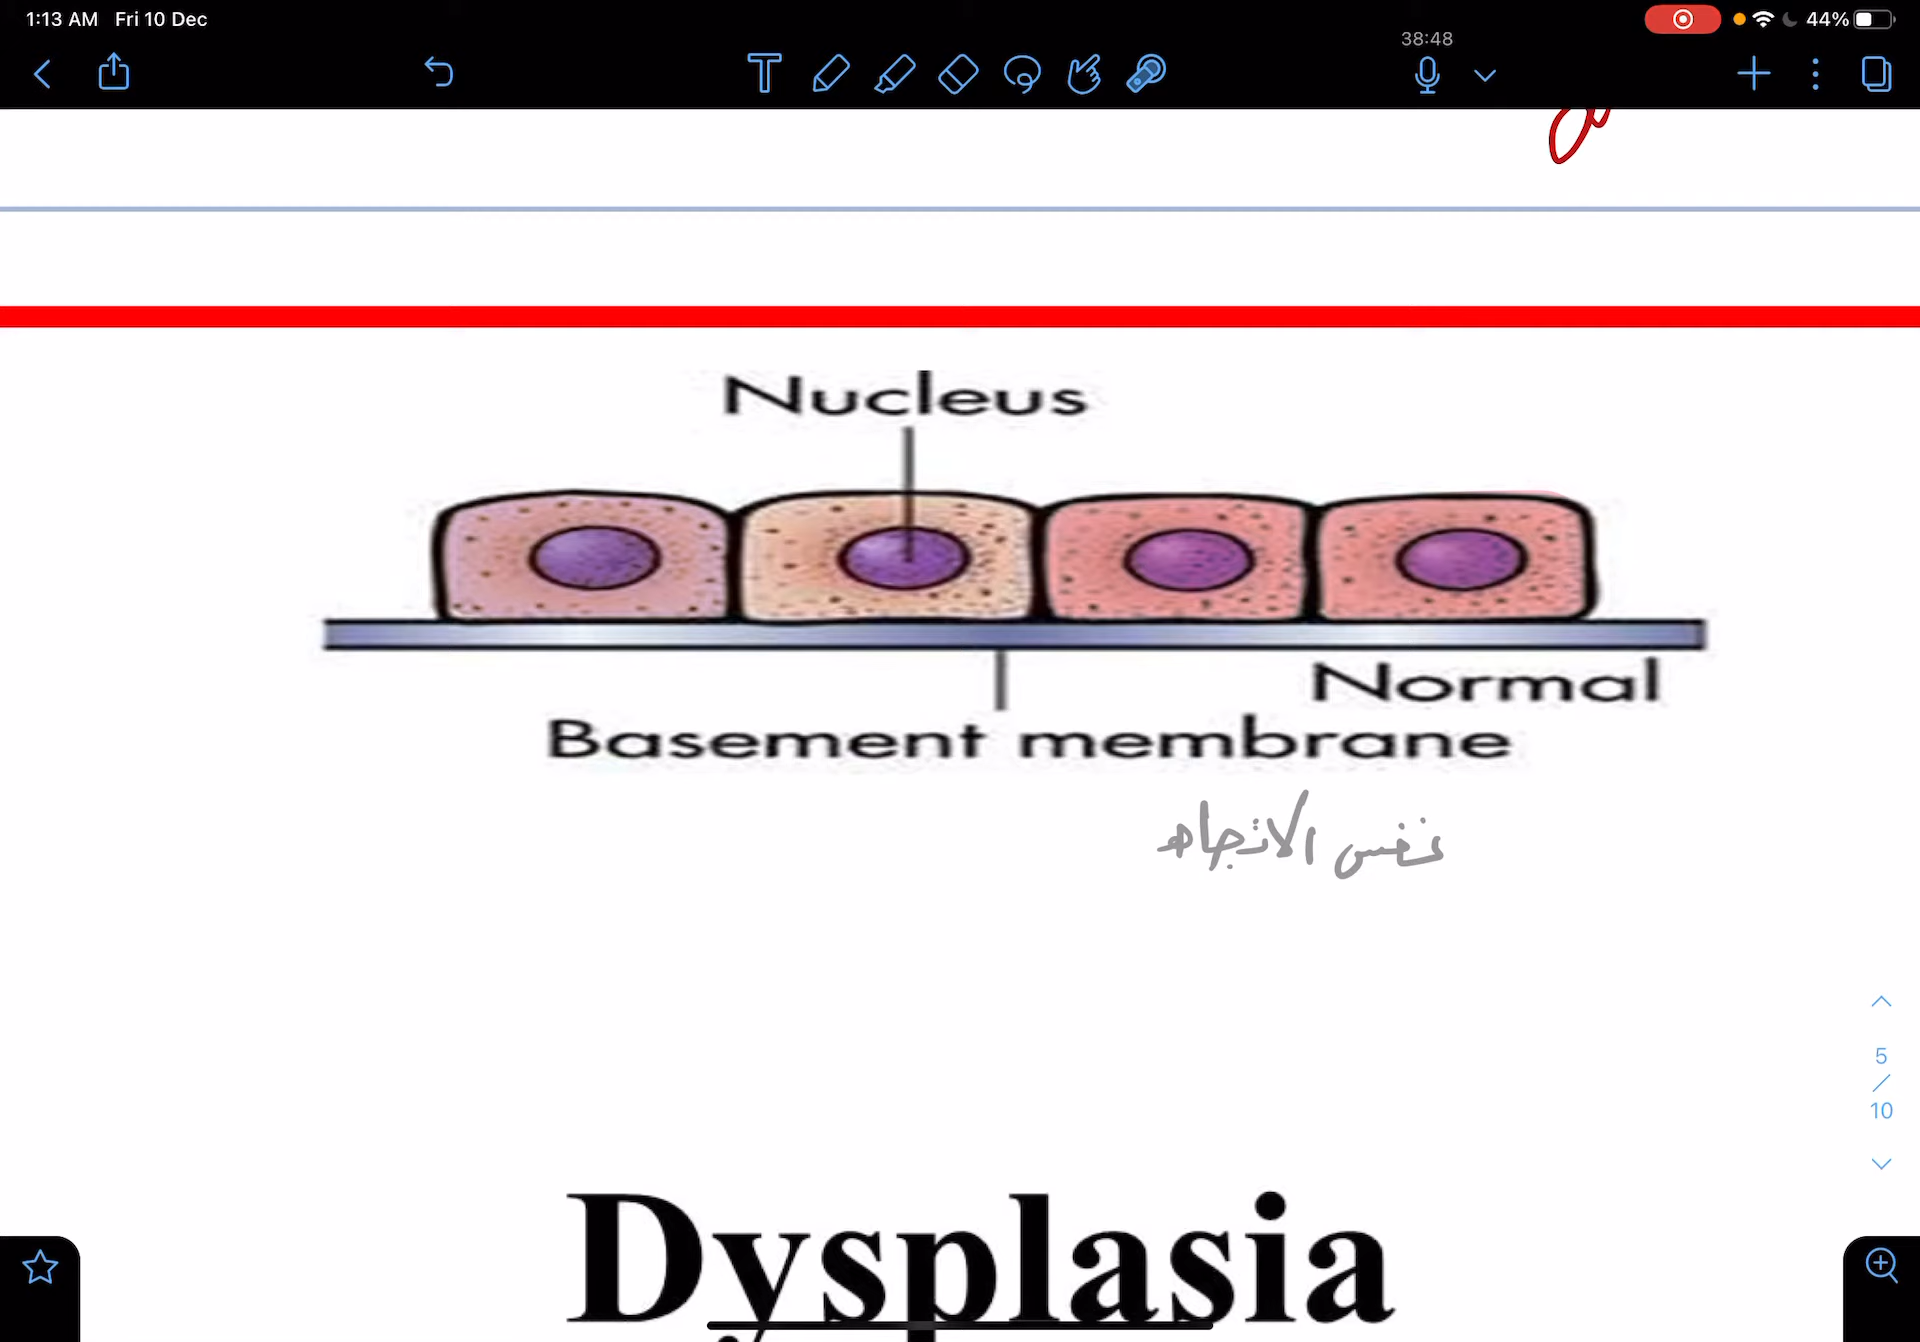 1:13 AM Fri 10 Dec
44%
38:48
Nucleus
Normal
Basement membrane
نفس الاتجاه
5
/
10
Dysplasia